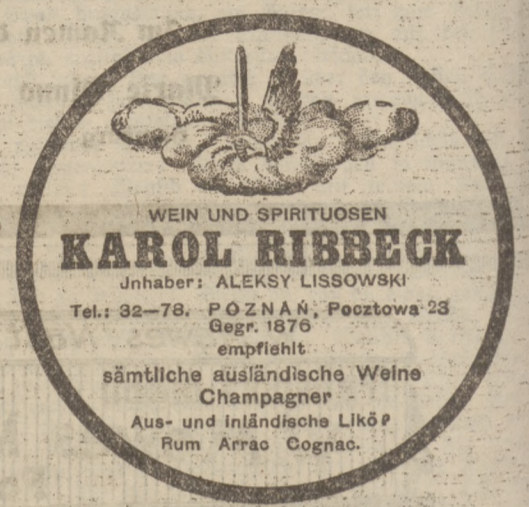 WEIN UND SPIRITUOSEN
KAROL RIBBECK
Jnhaber: ALEKSY LISSOWSKI
Tel.: 32—78. POZNAŃ, Pocztowa 23
Gegr. 1876
empfiehlt
sämtliche ausländische Weine
Champagner
Aus- und inländische Likö
Rum Arrac Cognac.